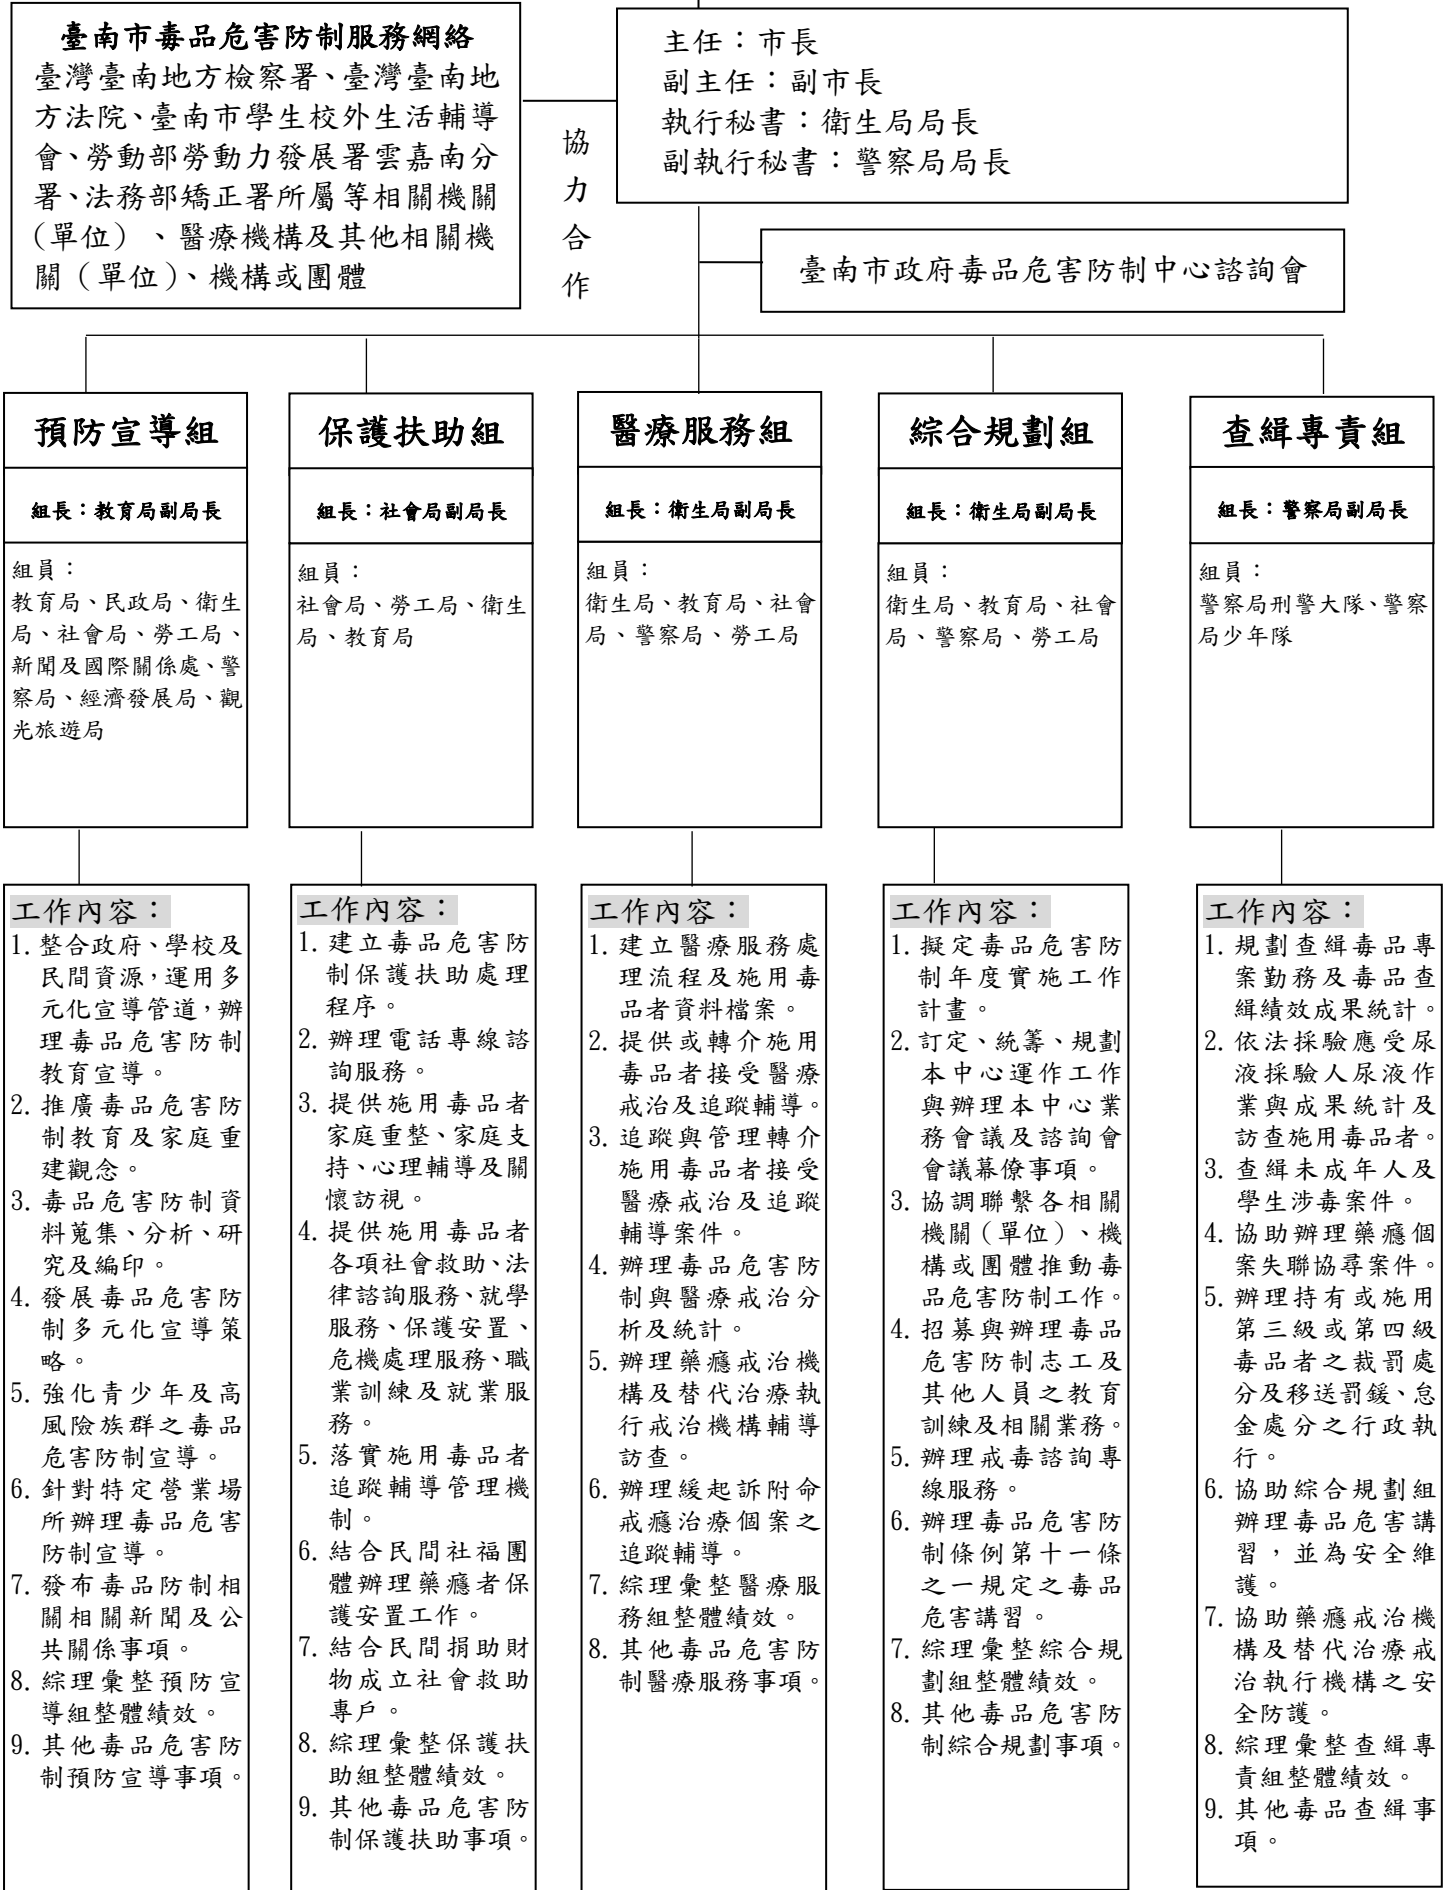 臺南市毒品危害防制服務網絡
臺灣臺南地方檢察署、臺灣臺南地
方法院、臺南市學生校外生活輔導
會、勞動部勞動力發展署雲嘉南分
署、法務部矯正署所屬等相關機關
(單位) 、醫療機構及其他相關機
關(單位)、機構或團體
協
力
合
作
主任：市長
副主任：副市長
執行秘書：衛生局局長
副執行秘書：警察局局長
臺南市政府毒品危害防制中心諮詢會
預防宣導組
組長：教育局副局長
組員：
教育局、民政局、衛生
局、社會局、勞工局、
新聞及國際關係處、警
察局、經濟發展局、觀
光旅遊局
工作內容：
1. 整合政府、學校及
民間資源，運用多
元化宣導管道，辦
理毒品危害防制
教育宣導。
2. 推廣毒品危害防
制教育及家庭重
建觀念。
3. 毒品危害防制資
料蒐集、分析、研
究及編印。
4. 發展毒品危害防
制多元化宣導策
略。
5. 強化青少年及高
風險族群之毒品
危害防制宣導。
6. 針對特定營業場
所辦理毒品危害
防制宣導。
7. 發布毒品防制相
關相關新聞及公
共關係事項。
8. 綜理彙整預防宣
導組整體績效。
9. 其他毒品危害防
制預防宣導事項。
保護扶助組
組長：社會局副局長
組員：
社會局、勞工局、衛生
局、教育局
工作內容：
1. 建立毒品危害防
制保護扶助處理
程序。
2. 辦理電話專線諮
詢服務。
3. 提供施用毒品者
家庭重整、家庭支
持、心理輔導及關
懷訪視。
4. 提供施用毒品者
各項社會救助、法
律諮詢服務、就學
服務、保護安置、
危機處理服務、職
業訓練及就業服
務。
5. 落實施用毒品者
追蹤輔導管理機
制。
6. 結合民間社福團
體辦理藥癮者保
護安置工作。
7. 結合民間捐助財
物成立社會救助
專戶。
8. 綜理彙整保護扶
助組整體績效。
9. 其他毒品危害防
制保護扶助事項。
醫療服務組
組長：衛生局副局長
組員：
衛生局、教育局、社會
局、警察局、勞工局
工作內容：
1. 建立醫療服務處
理流程及施用毒
品者資料檔案。
2. 提供或轉介施用
毒品者接受醫療
戒治及追蹤輔導。
3. 追蹤與管理轉介
施用毒品者接受
醫療戒治及追蹤
輔導案件。
4. 辦理毒品危害防
制與醫療戒治分
析及統計。
5. 辦理藥癮戒治機
構及替代治療執
行戒治機構輔導
訪查。
6. 辦理緩起訴附命
戒癮治療個案之
追蹤輔導。
7. 綜理彙整醫療服
務組整體績效。
8. 其他毒品危害防
制醫療服務事項。
綜合規劃組
組長：衛生局副局長
組員：
衛生局、教育局、社會
局、警察局、勞工局
工作內容：
1. 擬定毒品危害防
制年度實施工作
計畫。
2. 訂定、統籌、規劃
本中心運作工作
與辦理本中心業
務會議及諮詢會
會議幕僚事項。
3. 協調聯繫各相關
機關(單位)、機
構或團體推動毒
品危害防制工作。
4. 招募與辦理毒品
危害防制志工及
其他人員之教育
訓練及相關業務。
5. 辦理戒毒諮詢專
線服務。
6. 辦理毒品危害防
制條例第十一條
之一規定之毒品
危害講習。
7. 綜理彙整綜合規
劃組整體績效。
8. 其他毒品危害防
制綜合規劃事項。
查緝專責組
組長：警察局副局長
組員：
警察局刑警大隊、警察
局少年隊
工作內容：
1. 規劃查緝毒品專
案勤務及毒品查
緝績效成果統計。
2. 依法採驗應受尿
液採驗人尿液作
業與成果統計及
訪查施用毒品者。
3. 查緝未成年人及
學生涉毒案件。
4. 協助辦理藥癮個
案失聯協尋案件。
5. 辦理持有或施用
第三級或第四級
毒品者之裁罰處
分及移送罰鍰、怠
金處分之行政執
行。
6. 協助綜合規劃組
辦理毒品危害講
習，並為安全維
護。
7. 協助藥癮戒治機
構及替代治療戒
治執行機構之安
全防護。
8. 綜理彙整查緝專
責組整體績效。
9. 其他毒品查緝事
項。